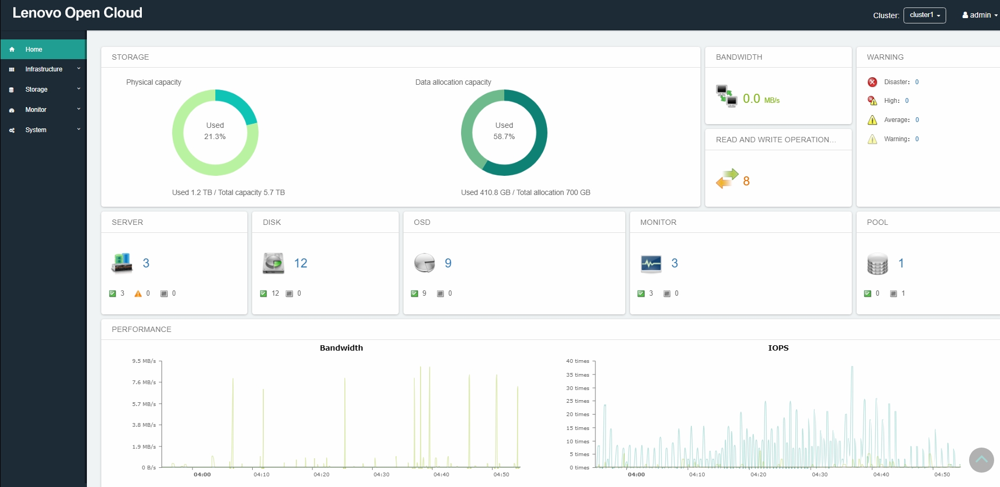 Lenovo Open Cloud
Cluster: cluster1 admin
Home
Infrastructure
Storage
Monitor
System
STORAGE
Physical capacity
Used
21.3%
Used 1.2 TB / Total capacity 5.7 TB
Data allocation capacity
Used
58.7%
Used 410.8 GB / Total allocation 700 GB
BANDWIDTH
0.0 MB/s
READ AND WRITE OPERATION...
8
WARNING
Disaster: 0
High: 0
Average: 0
Warning: 0
SERVER
3
3 0 0
DISK
12
12 0
OSD
9
9 0
MONITOR
3
3 0
POOL
1
0 1
PERFORMANCE
Bandwidth
9.5 MB/s
7.6 MB/s
5.7 MB/s
3.8 MB/s
1.9 MB/s
0 B/s
04:00 04:10 04:20 04:30 04:40 04:50
IOPS
40 times
35 times
30 times
25 times
20 times
15 times
10 times
5 times
0 times
04:00 04:10 04:20 04:30 04:40 04:50